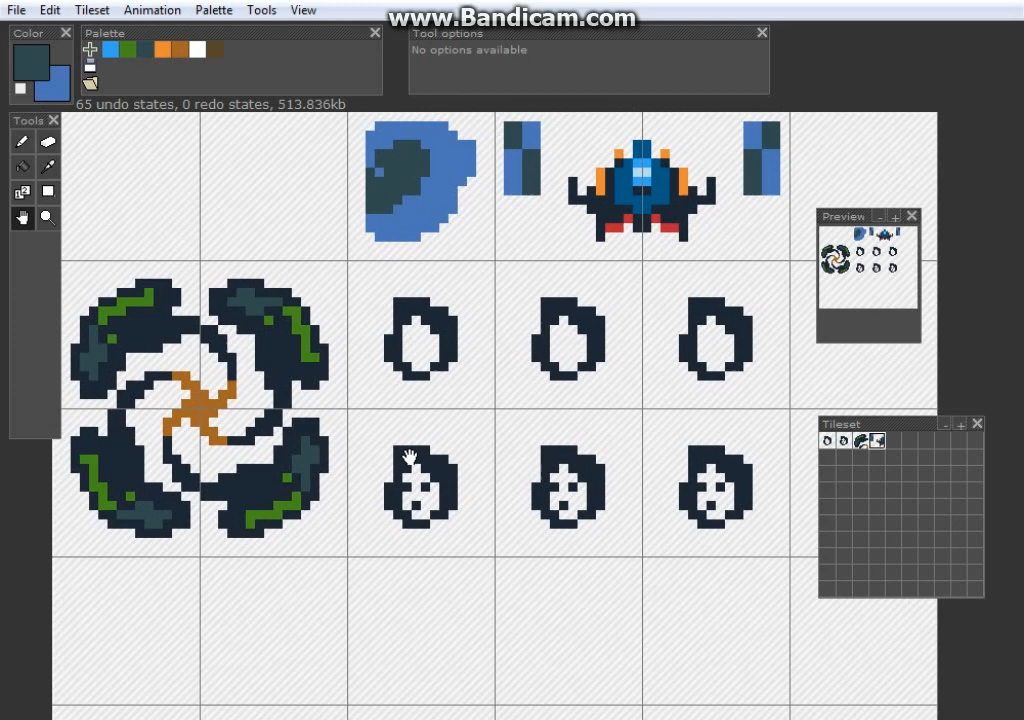 File Edit Tileset Animation Palette Tools View
www.Bandicam.com
Color
Palette
Tool options
No options available
65 undo states, 0 redo states, 513.836kb
Tools
Preview
Tileset